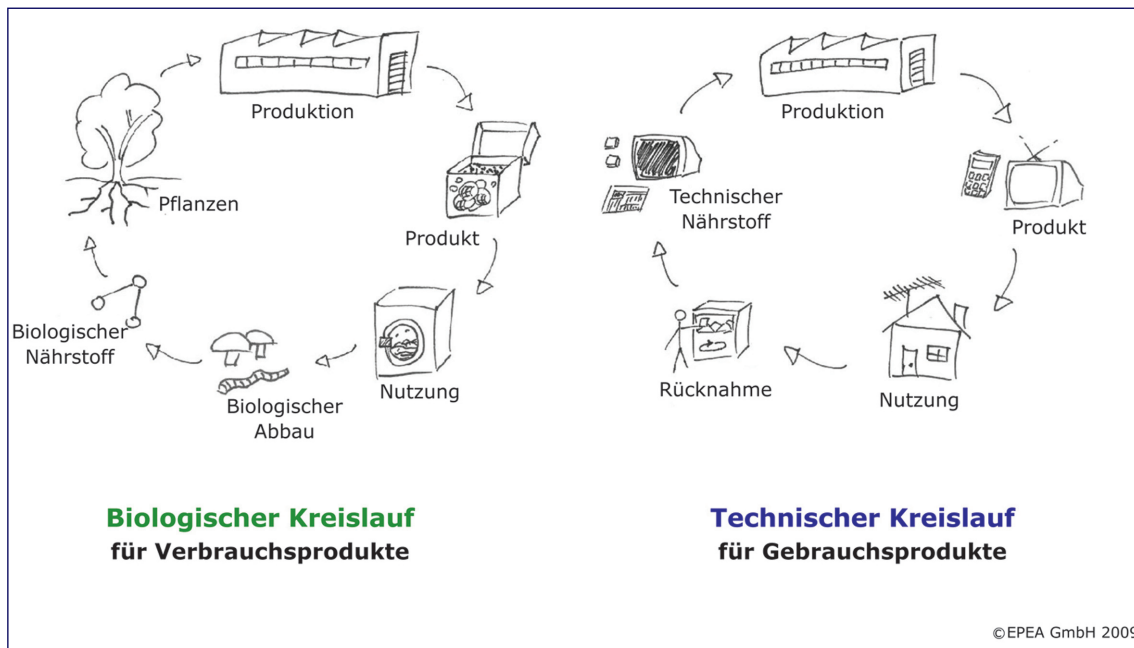 Produktion
Pflanzen
Produkt
Biologischer
Nährstoff
Biologischer
Abbau
Nutzung
Biologischer Kreislauf
für Verbrauchsprodukte
Produktion
Technischer
Nährstoff
Produkt
Rücknahme
Nutzung
Technischer Kreislauf
für Gebrauchsprodukte
©EPEA GmbH 2009